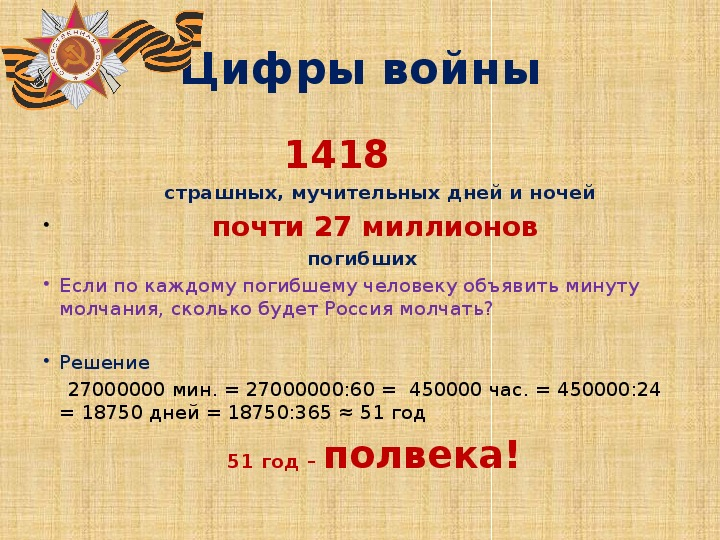 Цифры войны
1418
страшных, мучительных дней и ночей
почти 27 миллионов
погибших
Если по каждому погибшему человеку объявить минуту
молчания, сколько будет Россия молчать?
Решение
27000000 мин. = 27000000:60 = 450000 час. = 450000:24
= 18750 дней = 18750:365 ≈ 51 год
51 год – полвека!